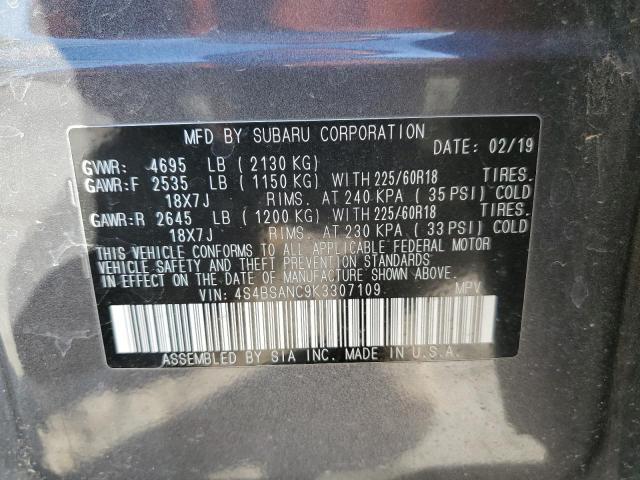 MFD BY SUBARU CORPORATION
DATE: 02/19
GVWR: 4695 LB (2130 KG)
GAWR:F 2535 LB (1150 KG) WITH 225/60R18 TIRES.
18X7J RIMS. AT 240 KPA (35 PSI) COLD
GAWR:R 2645 LB (1200 KG) WITH 225/60R18 TIRES.
18X7J RIMS. AT 230 KPA (33 PSI) COLD
THIS VEHICLE CONFORMS TO ALL APPLICABLE FEDERAL MOTOR
VEHICLE SAFETY AND THEFT PREVENTION STANDARDS
IN EFFECT ON THE DATE OF MANUFACTURE SHOWN ABOVE.
VIN: 4S4BSANC9K3307109 MPV
ASSEMBLED BY SIA INC. MADE IN U.S.A.